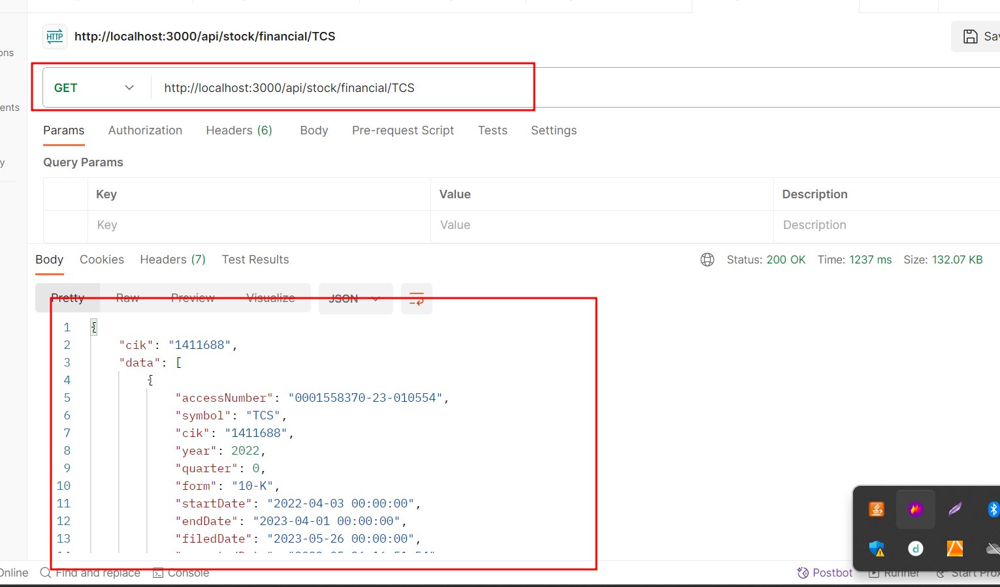 HTTP http://localhost:3000/api/stock/financial/TCS
GET http://localhost:3000/api/stock/financial/TCS
Params Authorization Headers (6) Body Pre-request Script Tests Settings
Query Params
Key Value Description
Key Value Description
Body Cookies Headers (7) Test Results Status: 200 OK Time: 1237 ms Size: 132.07 KB
Pretty Raw Preview Visualize JSON
1 {
2 "cik": "1411688",
3 "data": [
4 {
5 "accessNumber": "0001558370-23-010554",
6 "symbol": "TCS",
7 "cik": "1411688",
8 "year": 2022,
9 "quarter": 0,
10 "form": "10-K",
11 "startDate": "2022-04-03 00:00:00",
12 "endDate": "2023-04-01 00:00:00",
13 "filedDate": "2023-05-26 00:00:00",
Online Find and replace Console Postbot Runner Start